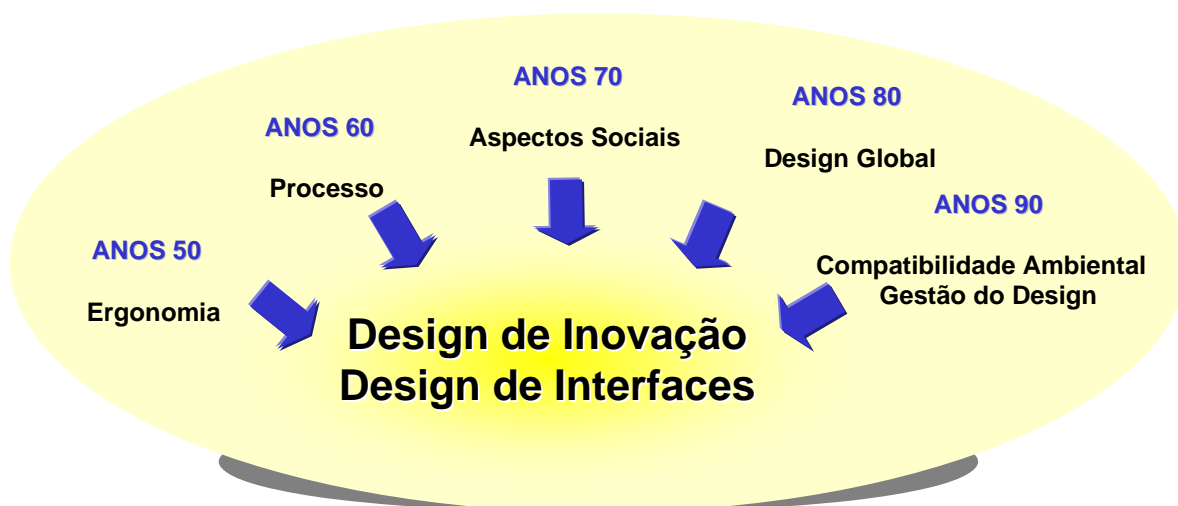 ANOS 50
Ergonomia
ANOS 60
Processo
ANOS 70
Aspectos Sociais
ANOS 80
Design Global
ANOS 90
Compatibilidade Ambiental
Gestão do Design
Design de Inovação
Design de Interfaces